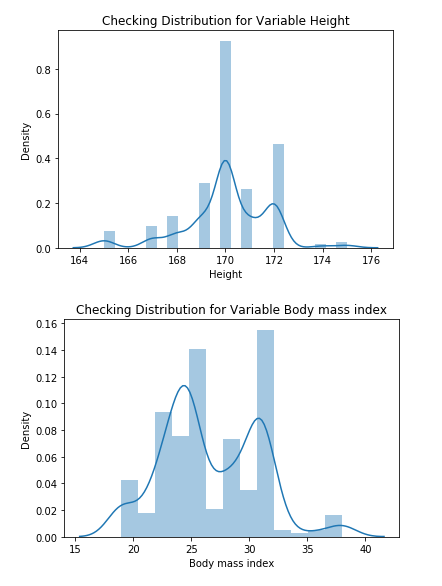 Checking Distribution for Variable Height
0.8
0.6
0.4
0.2
0.0
Density
164 166 168 170 172 174 176
Height
Checking Distribution for Variable Body mass index
0.16
0.14
0.12
0.10
0.08
0.06
0.04
0.02
0.00
Density
15 20 25 30 35 40
Body mass index